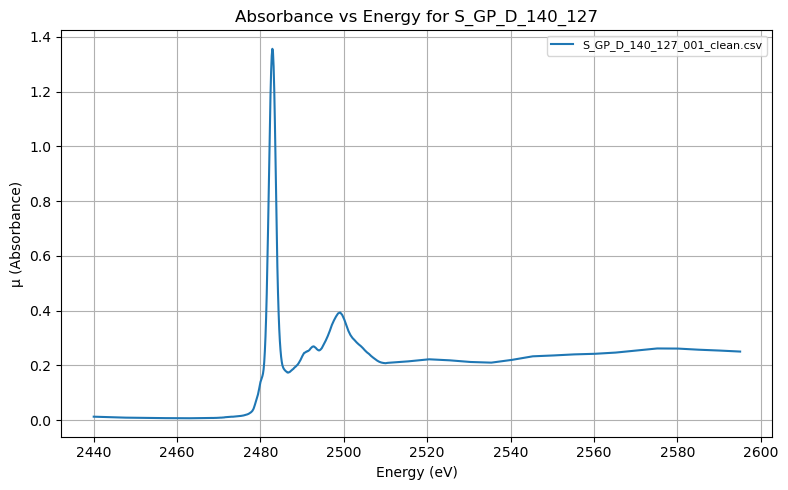 Absorbance vs Energy for S_GP_D_140_127
S_GP_D_140_127_001_clean.csv
1.4
1.2
1.0
0.8
0.6
0.4
0.2
0.0
μ (Absorbance)
2440 2460 2480 2500 2520 2540 2560 2580 2600
Energy (eV)